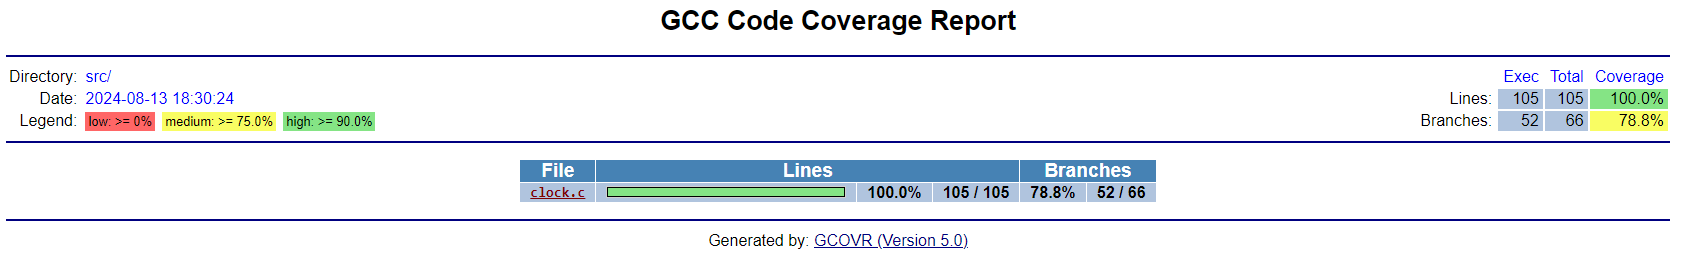 GCC Code Coverage Report
Directory: src/
Date: 2024-08-13 18:30:24
Legend: low: >= 0% medium: >= 75.0% high: >= 90.0%
Exec Total Coverage
Lines: 105 105 100.0%
Branches: 52 66 78.8%
File Lines Branches
clock.c 100.0% 105 / 105 78.8% 52 / 66
Generated by: GCOVR (Version 5.0)